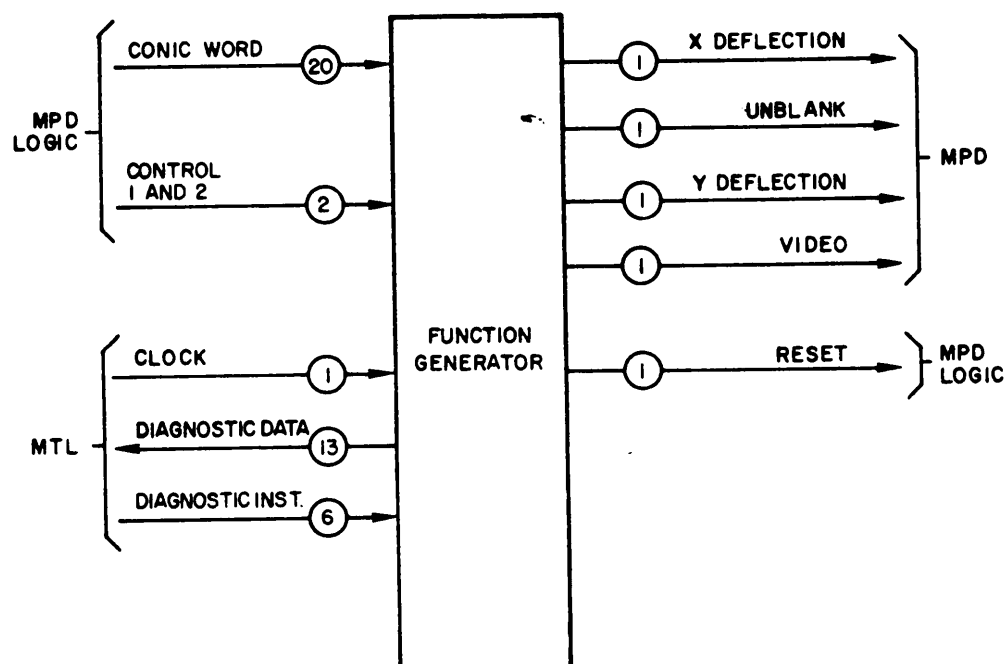 MPD
LOGIC
CONIC WORD
20
CONTROL
1 AND 2
2
MTL
CLOCK
1
DIAGNOSTIC DATA
13
DIAGNOSTIC INST.
6
FUNCTION
GENERATOR
1
X DEFLECTION
1
UNBLANK
1
Y DEFLECTION
1
VIDEO
MPD
1
RESET
MPD
LOGIC